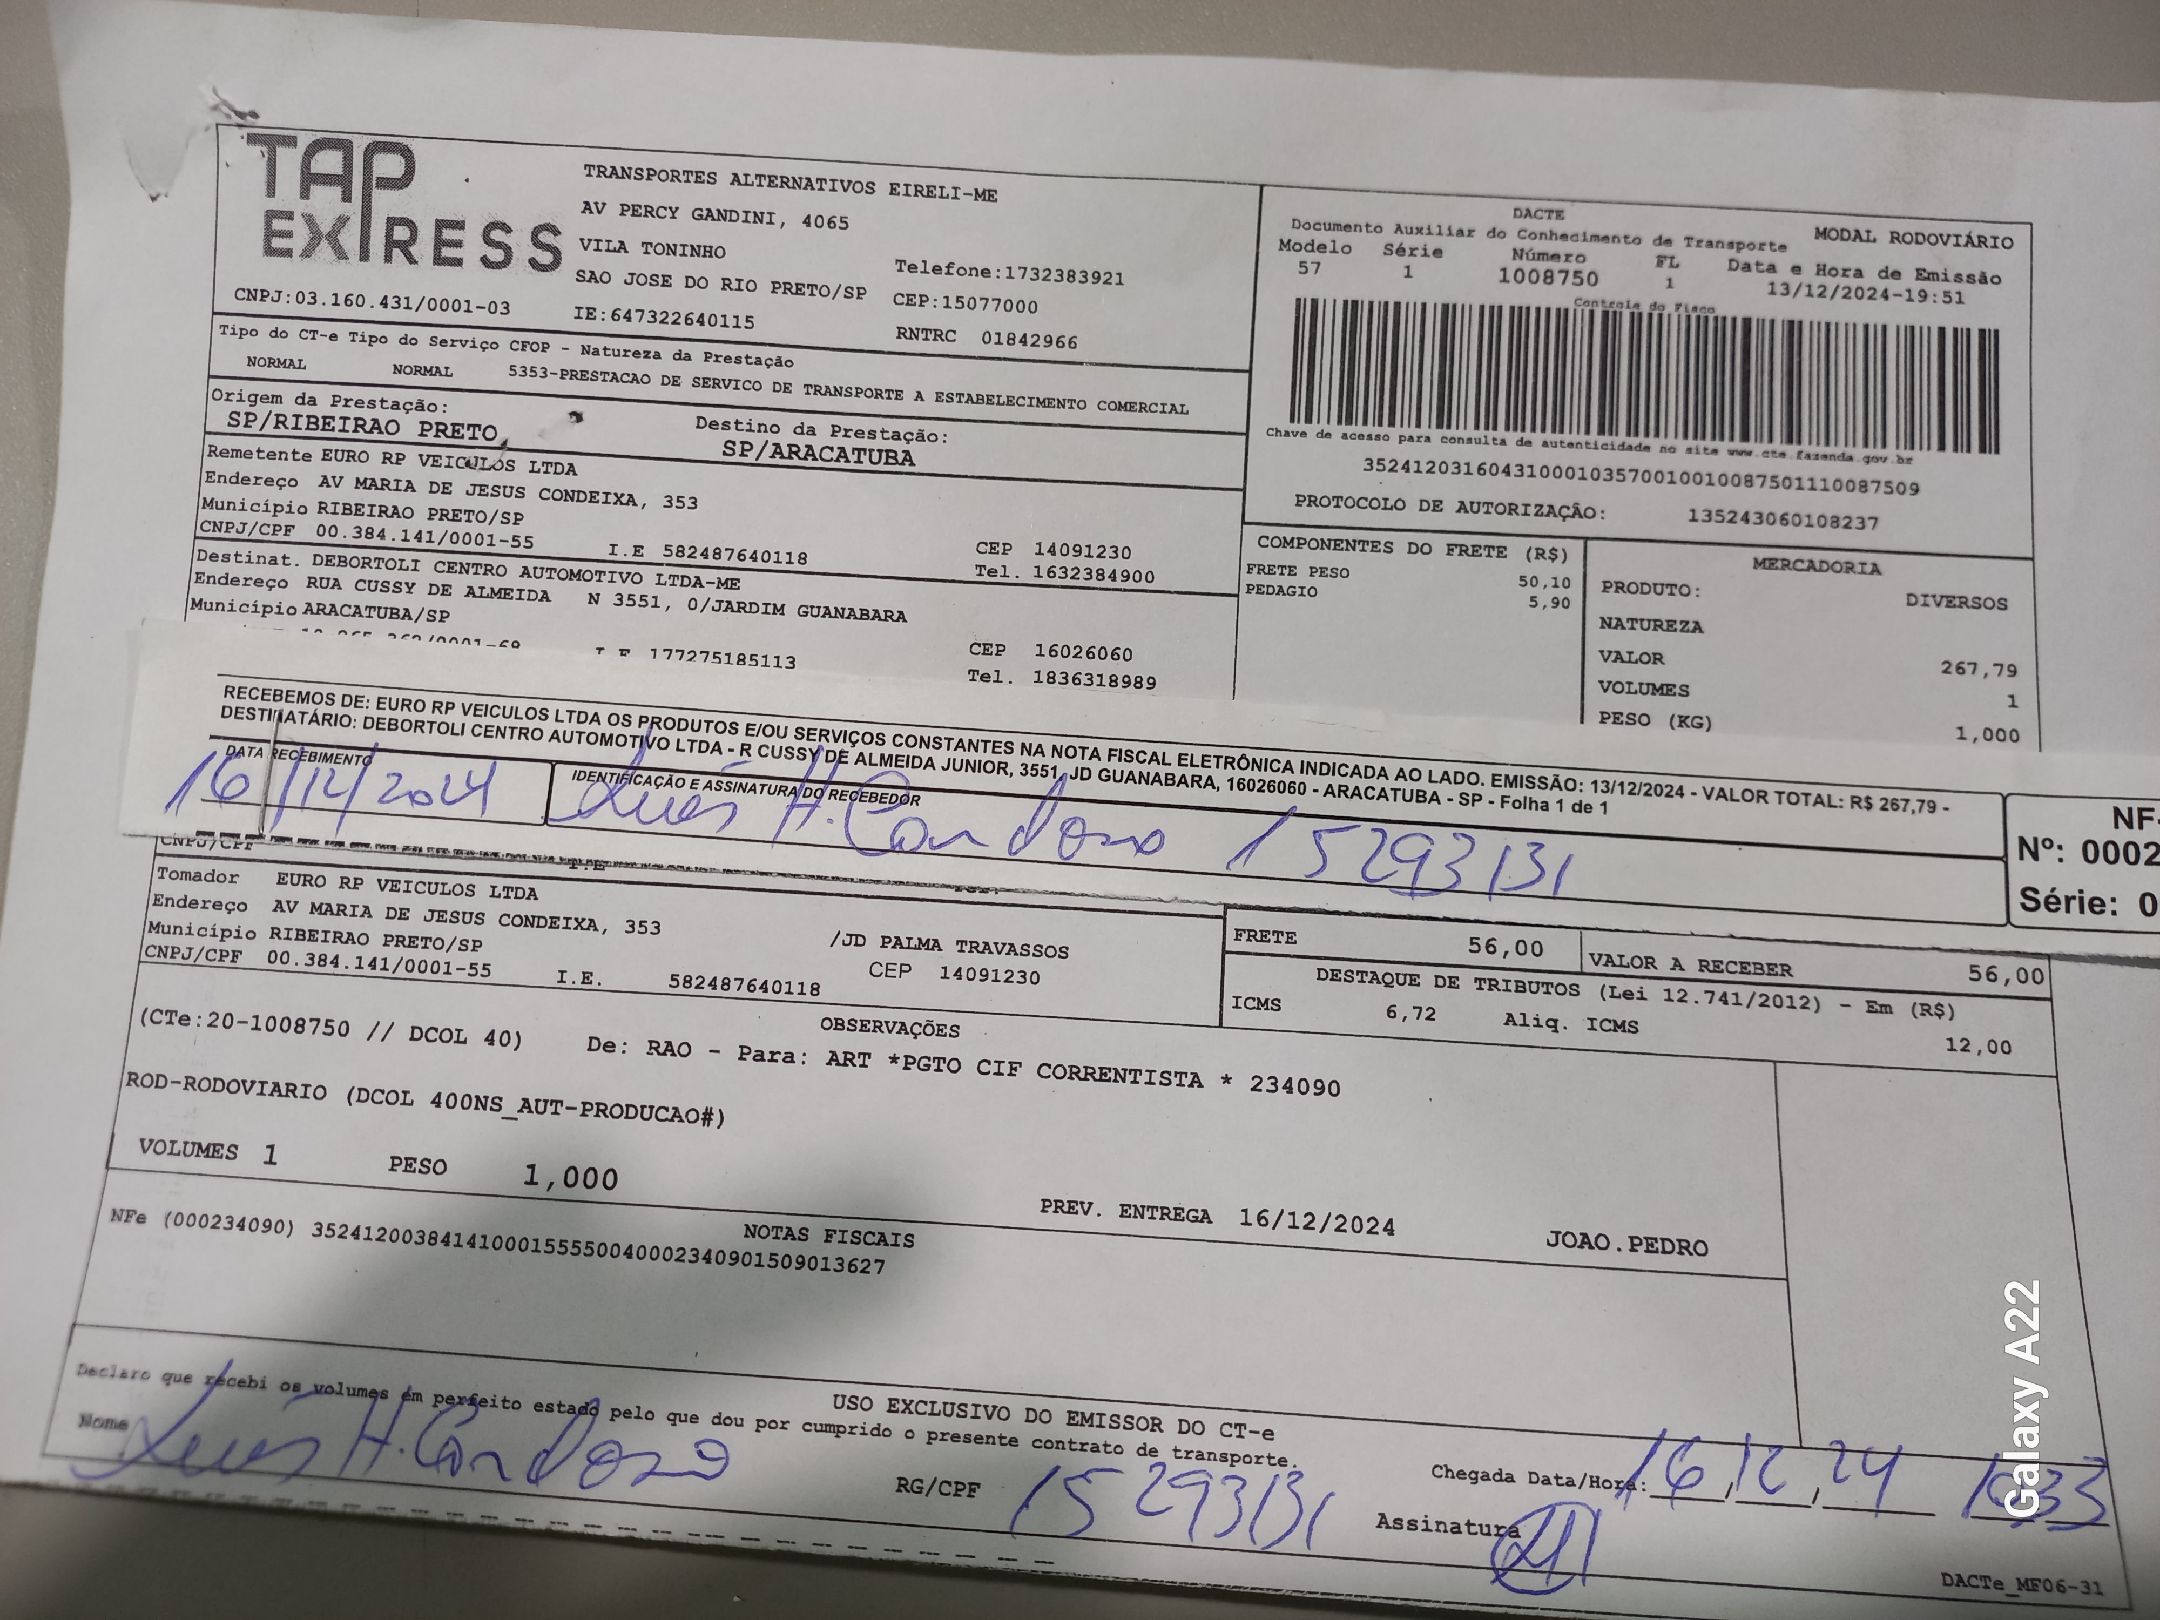 TAP
EXPRESS
TRANSPORTES ALTERNATIVOS EIRELI-ME
AV PERCY GANDINI, 4065
VILA TONINHO
SAO JOSE DO RIO PRETO/SP
Telefone:1732383921
CEP:15077000
CNPJ:03.160.431/0001-03
IE:647322640115
RNTRC 01842966
DACTE
MODAL RODOVIÁRIO
Documento Auxiliar do Conhecimento de Transporte
Modelo Série Número FL Data e Hora de Emissão
57 1 1008750 1 13/12/2024-19:51
Controle do Fisco
Chave de acesso para consulta de autenticidade no site www.cte.fazenda.gov.br
35241203160431000103570010010087501110087509
PROTOCOLO DE AUTORIZAÇÃO: 135243060108237
Tipo do CT-e Tipo do Serviço CFOP - Natureza da Prestação
NORMAL NORMAL 5353-PRESTACAO DE SERVICO DE TRANSPORTE A ESTABELECIMENTO COMERCIAL
Origem da Prestação:
SP/RIBEIRAO PRETO
Destino da Prestação:
SP/ARACATUBA
Remetente EURO RP VEICULOS LTDA
Endereço AV MARIA DE JESUS CONDEIXA, 353
Município RIBEIRAO PRETO/SP
CEP 14091230
CNPJ/CPF 00.384.141/0001-55 I.E 582487640118
Tel. 1632384900
Destinat. DEBORTOLI CENTRO AUTOMOTIVO LTDA-ME
Endereço RUA CUSSY DE ALMEIDA N 3551, 0/JARDIM GUANABARA
Município ARACATUBA/SP
CEP 16026060
177275185113
Tel. 1836318989
COMPONENTES DO FRETE (R$)
FRETE PESO 50,10
PEDAGIO 5,90
MERCADORIA
PRODUTO: DIVERSOS
NATUREZA
VALOR 267,79
VOLUMES 1
PESO (KG) 1,000
RECEBEMOS DE: EURO RP VEICULOS LTDA OS PRODUTOS E/OU SERVIÇOS CONSTANTES NA NOTA FISCAL ELETRÔNICA INDICADA AO LADO. EMISSÃO: 13/12/2024 - VALOR TOTAL: R$ 267,79 -
DESTINATÁRIO: DEBORTOLI CENTRO AUTOMOTIVO LTDA - R CUSSY DE ALMEIDA JUNIOR, 3551, JD GUANABARA, 16026060 - ARACATUBA - SP - Folha 1 de 1
DATA RECEBIMENTO
16/12/2024
IDENTIFICAÇÃO E ASSINATURA DO RECEBEDOR
Luis H. Cardoso 15293131
NF-
Nº: 0002
Série: 0
CNPJ/CPF I.E
Tomador EURO RP VEICULOS LTDA
Endereço AV MARIA DE JESUS CONDEIXA, 353
/JD PALMA TRAVASSOS
Município RIBEIRAO PRETO/SP
CEP 14091230
CNPJ/CPF 00.384.141/0001-55 I.E. 582487640118
FRETE 56,00
VALOR A RECEBER 56,00
DESTAQUE DE TRIBUTOS (Lei 12.741/2012) - Em (R$)
ICMS 6,72 Aliq. ICMS 12,00
OBSERVAÇÕES
(CTe:20-1008750 // DCOL 40) De: RAO - Para: ART *PGTO CIF CORRENTISTA * 234090
ROD-RODOVIARIO (DCOL 400NS_AUT-PRODUCAO#)
VOLUMES 1 PESO 1,000
PREV. ENTREGA 16/12/2024 JOAO.PEDRO
NOTAS FISCAIS
NFe (000234090) 35241200384141000155550040002340901509013627
USO EXCLUSIVO DO EMISSOR DO CT-e
Declaro que recebi os volumes em perfeito estado pelo que dou por cumprido o presente contrato de transporte.
Nome Luis H. Cardoso
RG/CPF 15293131
Chegada Data/Hora: 16 12 24
Assinatura
DACTe_MF06-31
Galaxy A22